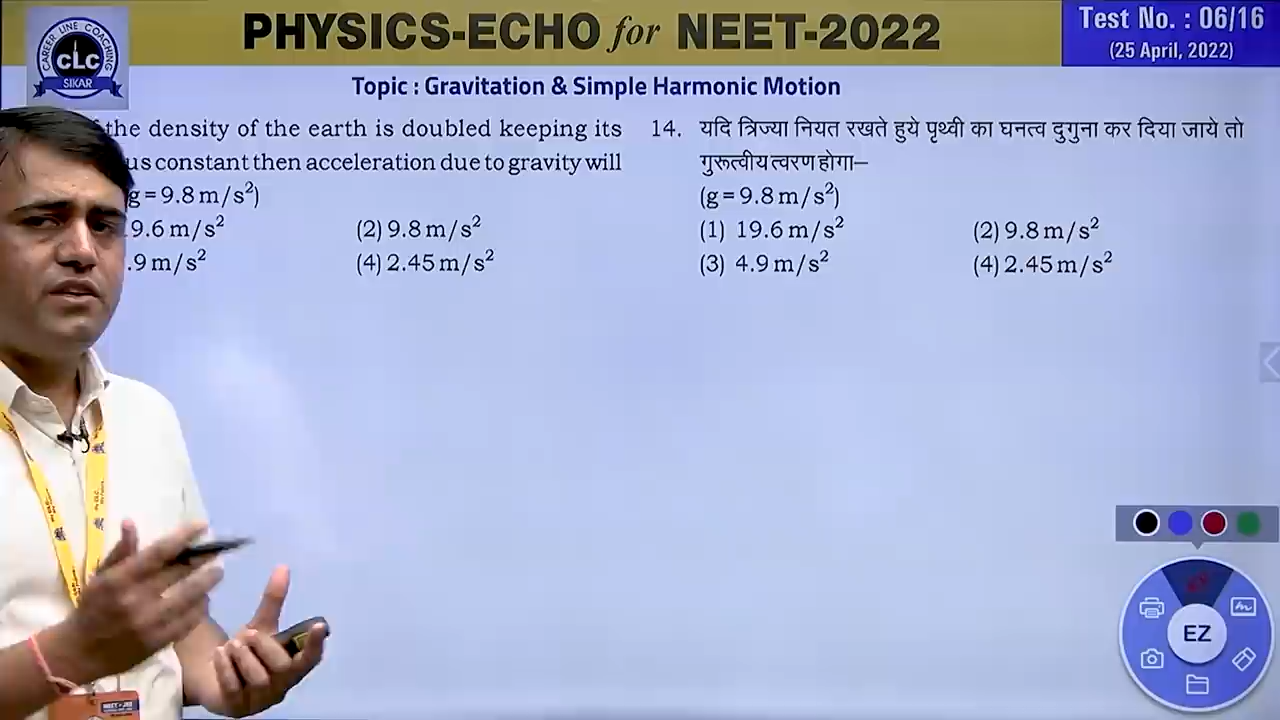 PHYSICS-ECHO for NEET-2022
Test No. : 06/16
(25 April, 2022)
CAREER LINE COACHING
CLC
SIKAR
Topic : Gravitation & Simple Harmonic Motion
the density of the earth is doubled keeping its
constant then acceleration due to gravity will
g = 9.8 m/s²)
19.6 m/s² (2) 9.8 m/s²
.9 m/s² (4) 2.45 m/s²
14. यदि त्रिज्या नियत रखते हुये पृथ्वी का घनत्व दुगुना कर दिया जाये तो
गुरूत्वीय त्वरण होगा–
(g = 9.8 m/s²)
(1) 19.6 m/s² (2) 9.8 m/s²
(3) 4.9 m/s² (4) 2.45 m/s²
EZ